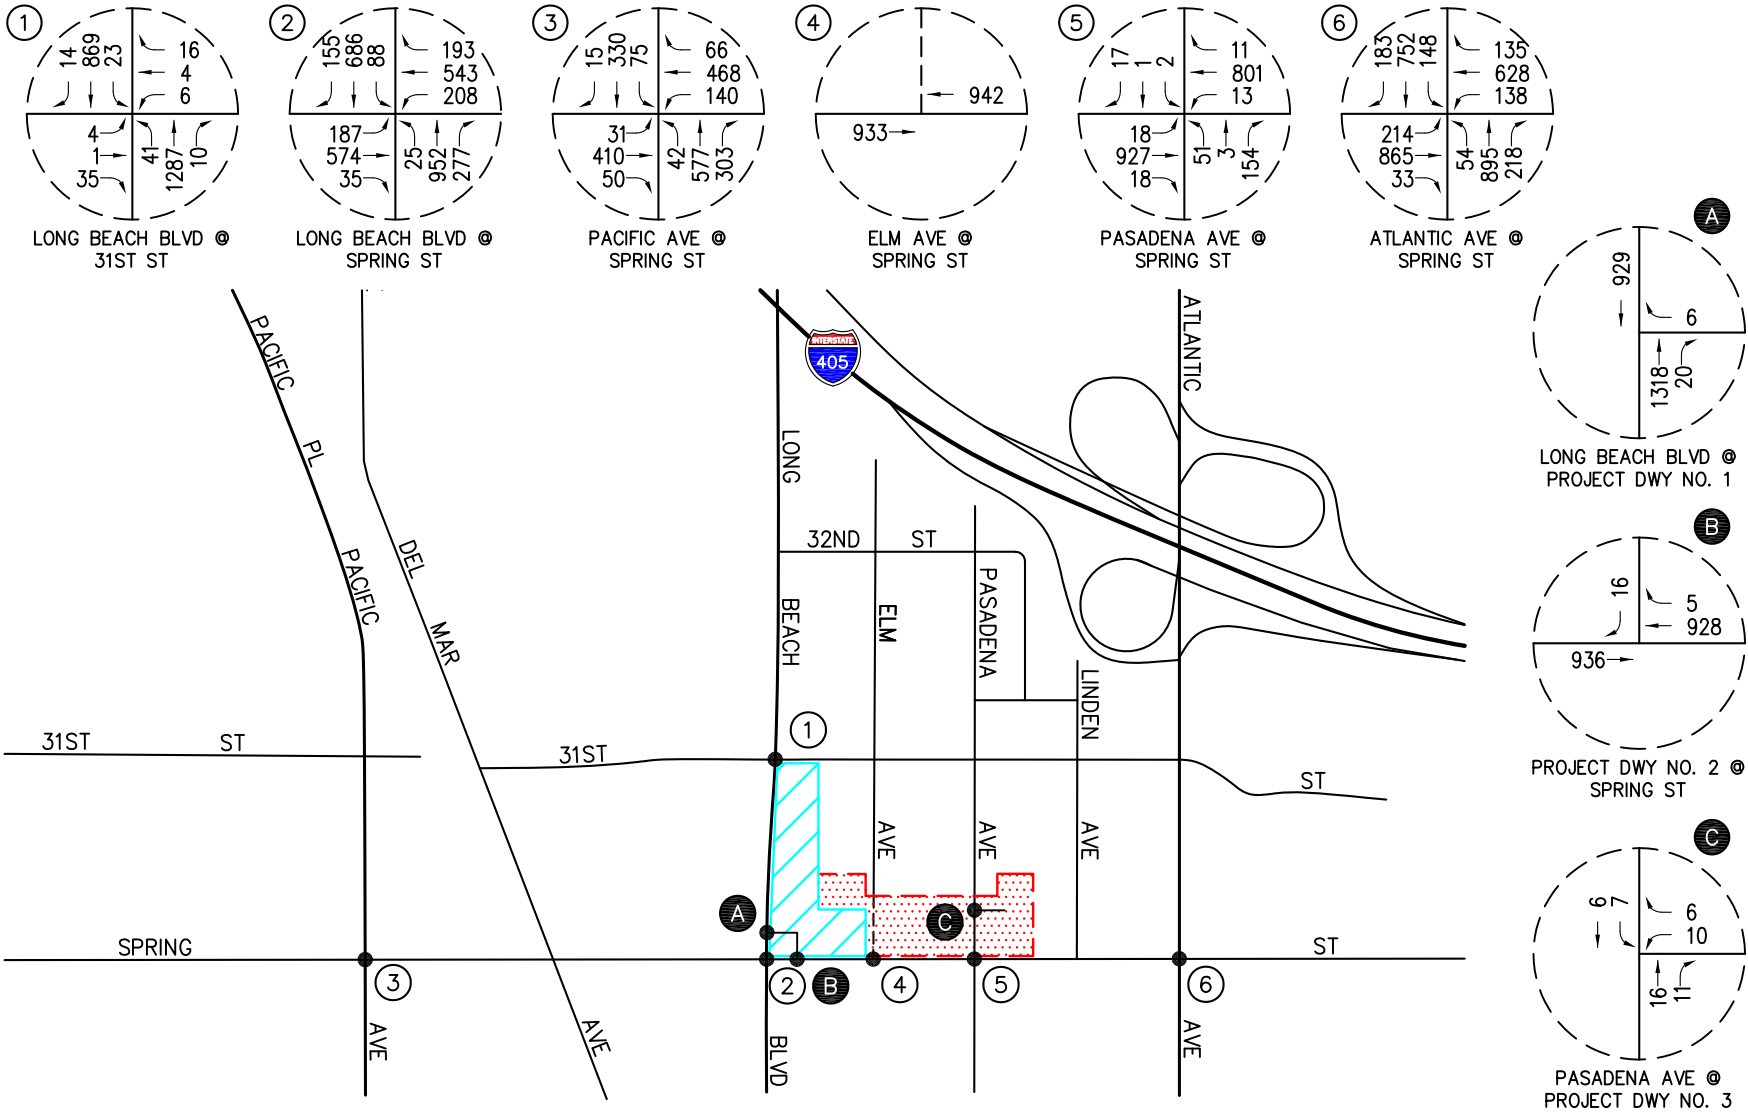 1
14 869 23
16
4
6
4
1
35
41 1287 10
LONG BEACH BLVD @
31ST ST
2
155 686 88
193
543
208
187
574
35
25 952 277
LONG BEACH BLVD @
SPRING ST
3
15 330 75
66
468
140
31
410
50
42 577 303
PACIFIC AVE @
SPRING ST
4
942
933
ELM AVE @
SPRING ST
5
17 1 2
11
801
13
18
927
18
51 3 154
PASADENA AVE @
SPRING ST
6
183 752 148
135
628
138
214
865
33
54 895 218
ATLANTIC AVE @
SPRING ST
A
929
6
1318 20
LONG BEACH BLVD @
PROJECT DWY NO. 1
B
16
5
928
936
PROJECT DWY NO. 2 @
SPRING ST
C
6 7
6
10
16 11
PASADENA AVE @
PROJECT DWY NO. 3
PACIFIC PL
PACIFIC AVE
DEL MAR AVE
LONG BEACH BLVD
INTERSTATE
405
ATLANTIC AVE
32ND ST
ELM AVE
PASADENA AVE
LINDEN AVE
31ST ST
31ST ST
1
A
C
SPRING ST
3
2
B
4
5
6